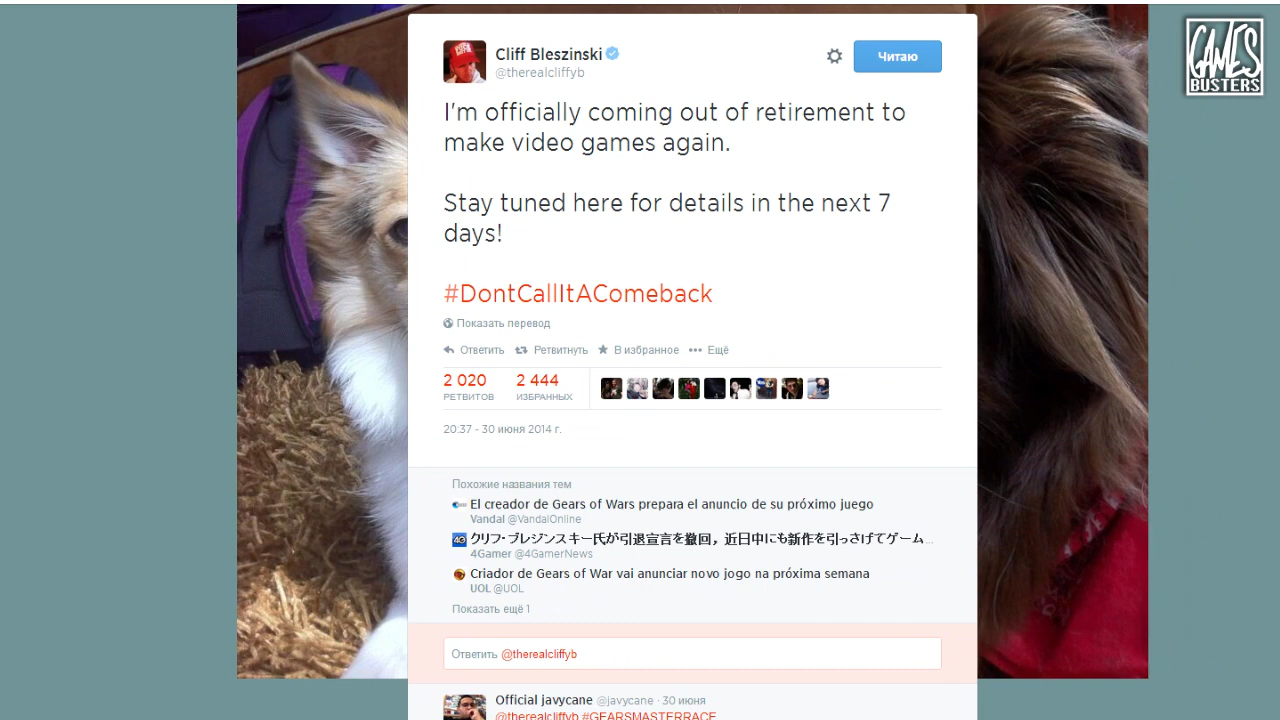 GAMES
BUSTERS
Cliff Bleszinski
@therealcliffyb
Читаю
I'm officially coming out of retirement to
make video games again.
Stay tuned here for details in the next 7
days!
#DontCallItAComeback
Показать перевод
Ответить Ретвитнуть В избранное Ещё
2 020 2 444
РЕТВИТОВ ИЗБРАННЫХ
20:37 - 30 июня 2014 г.
Похожие названия тем
El creador de Gears of Wars prepara el anuncio de su próximo juego
Vandal @VandalOnline
クリフ・ブレジンスキー氏が引退宣言を撤回，近日中にも新作を引っさげてゲーム...
4Gamer @4GamerNews
Criador de Gears of War vai anunciar novo jogo na próxima semana
UOL @UOL
Показать ещё 1
Ответить @therealcliffyb
Official javycane @javycane · 30 июня
@therealcliffyb #GEARSMASTERRACE